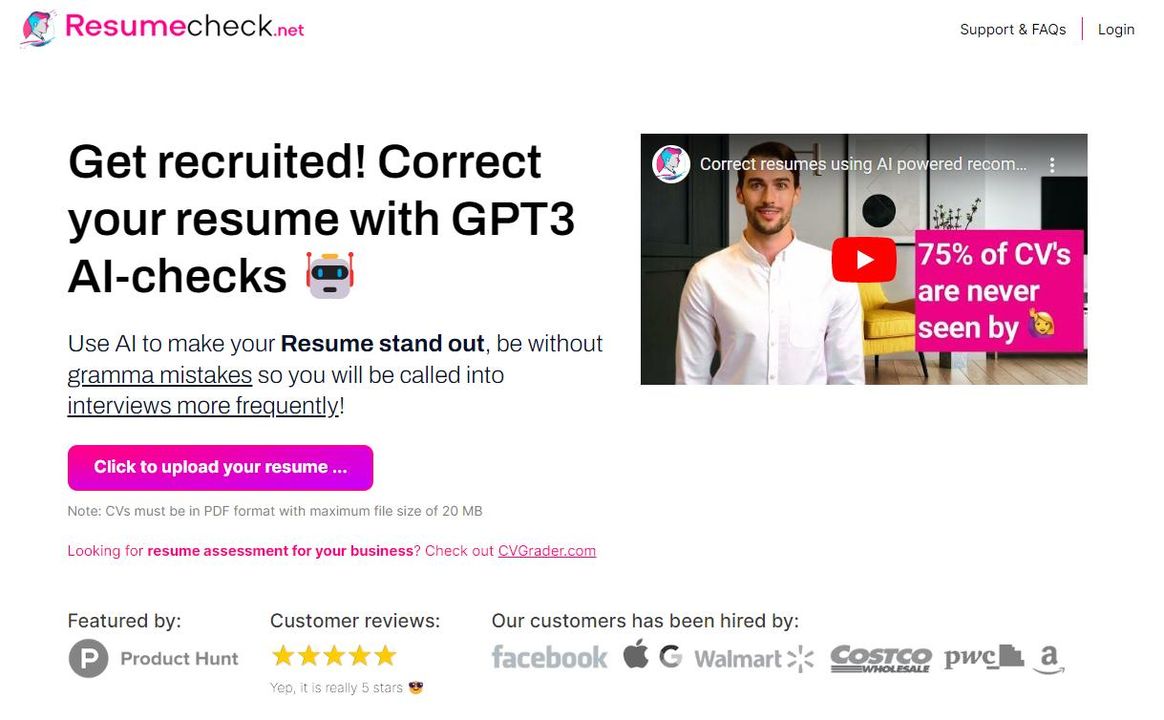 Resumecheck.net
Support & FAQs
Login
Get recruited! Correct
your resume with GPT3
AI-checks
Use AI to make your Resume stand out, be without
gramma mistakes so you will be called into
interviews more frequently!
Click to upload your resume ...
Note: CVs must be in PDF format with maximum file size of 20 MB
Looking for resume assessment for your business? Check out CVGrader.com
Correct resumes using AI powered recom...
75% of CV's
are never
seen by
Featured by:
P Product Hunt
Customer reviews:
Yep, it is really 5 stars
Our customers has been hired by:
facebook G Walmart COSTCO WHOLESALE pwc a